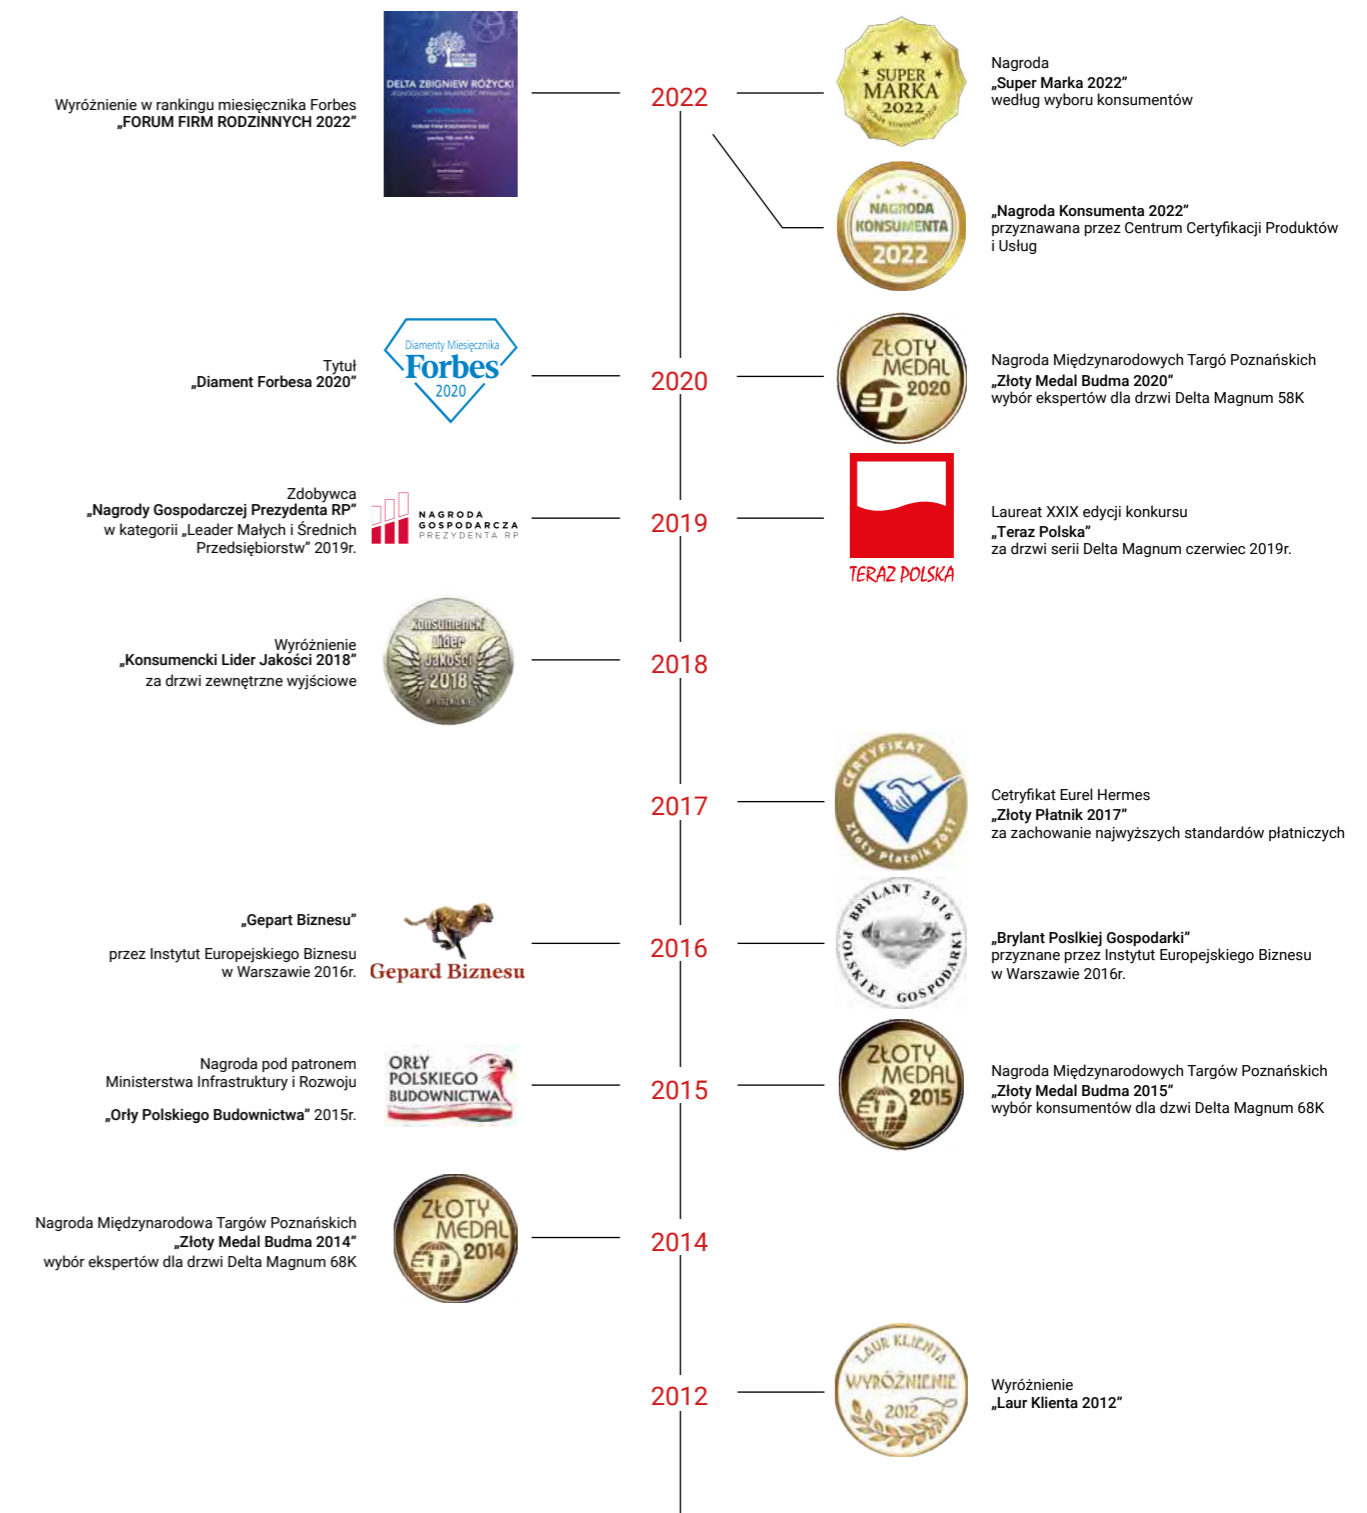 Wyróżnienie w rankingu miesięcznika Forbes
„FORUM FIRM RODZINNYCH 2022”
DELTA ZBIGNIEW RÓŻYCKI
FORUM FIRM RODZINNYCH 2022
2022
SUPER
MARKA
2022
Nagroda
„Super Marka 2022”
według wyboru konsumentów
NAGRODA
KONSUMENTA
2022
„Nagroda Konsumenta 2022”
przyznawana przez Centrum Certyfikacji Produktów
i Usług
Tytuł
„Diament Forbesa 2020”
Diamenty Miesięcznika
Forbes
2020
2020
ZŁOTY
MEDAL
2020
Nagroda Międzynarodowych Targó Poznańskich
„Złoty Medal Budma 2020”
wybór ekspertów dla drzwi Delta Magnum 58K
Zdobywca
„Nagrody Gospodarczej Prezydenta RP”
w kategorii „Leader Małych i Średnich
Przedsiębiorstw” 2019r.
NAGRODA
GOSPODARCZA
PREZYDENTA RP
2019
TERAZ POLSKA
Laureat XXIX edycji konkursu
„Teraz Polska”
za drzwi serii Delta Magnum czerwiec 2019r.
Wyróżnienie
„Konsumencki Lider Jakości 2018”
za drzwi zewnętrzne wyjściowe
Konsumencki
Lider
Jakości
2018
2018
2017
CERTYFIKAT
Złoty Płatnik 2017
Cetryfikat Eurel Hermes
„Złoty Płatnik 2017”
za zachowanie najwyższych standardów płatniczych
„Gepart Biznesu”
przez Instytut Europejskiego Biznesu
w Warszawie 2016r.
Gepard Biznesu
2016
BRYLANT 2016
POLSKIEJ GOSPODARKI
„Brylant Poslkiej Gospodarki”
przyznane przez Instytut Europejskiego Biznesu
w Warszawie 2016r.
Nagroda pod patronem
Ministerstwa Infrastruktury i Rozwoju
„Orły Polskiego Budownictwa” 2015r.
ORŁY
POLSKIEGO
BUDOWNICTWA
2015
ZŁOTY
MEDAL
2015
Nagroda Międzynarodowych Targów Poznańskich
„Złoty Medal Budma 2015”
wybór konsumentów dla dzwi Delta Magnum 68K
Nagroda Międzynarodowa Targów Poznańskich
„Złoty Medal Budma 2014”
wybór ekspertów dla drzwi Delta Magnum 68K
ZŁOTY
MEDAL
2014
2014
2012
LAUR KLIENTA
WYRÓŻNIENIE
2012
Wyróżnienie
„Laur Klienta 2012”